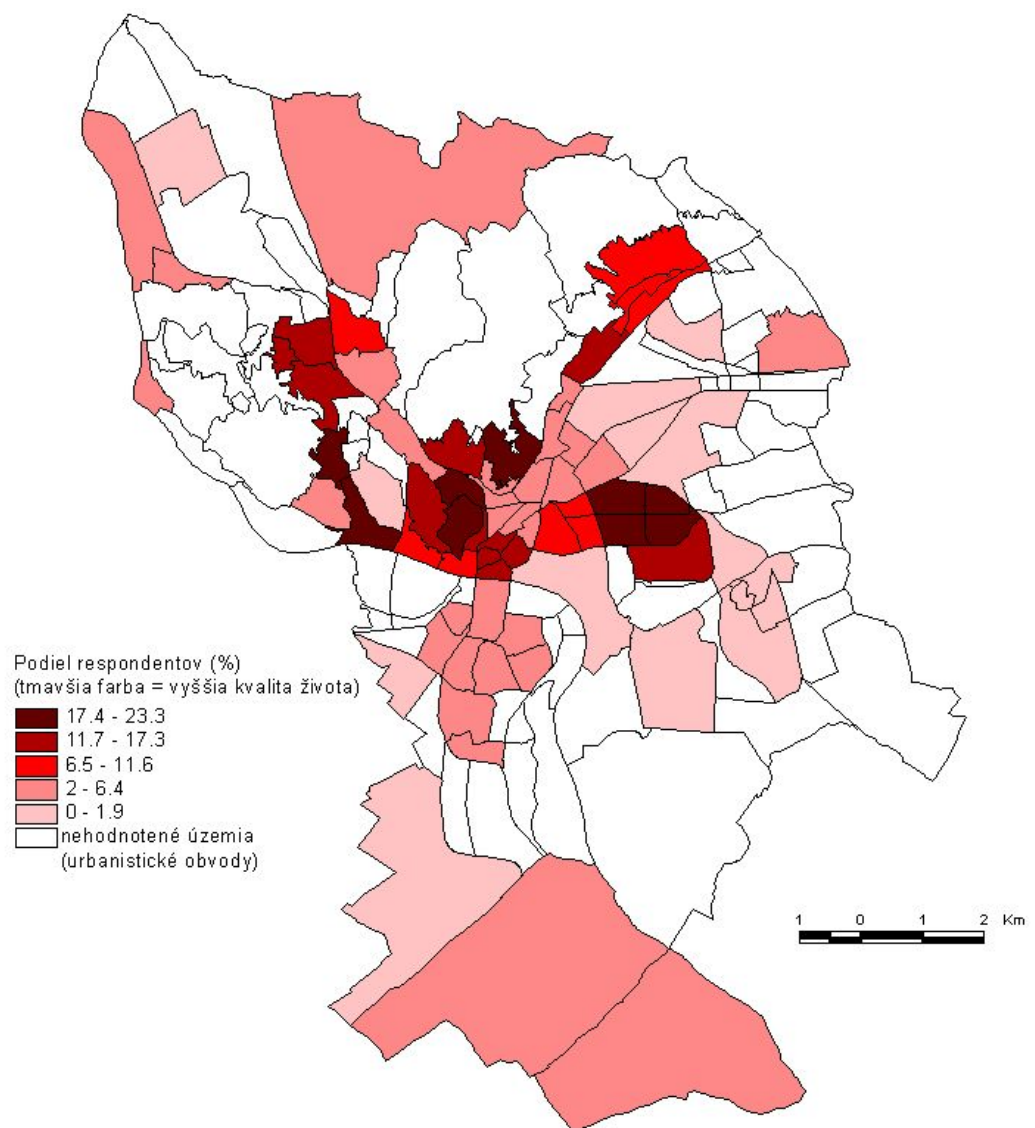 Podiel respondentov (%)
(tmavšia farba = vyššia kvalita života)
17.4 - 23.3
11.7 - 17.3
6.5 - 11.6
2 - 6.4
0 - 1.9
nehodnotené územia
(urbanistické obvody)
1 0 1 2 Km